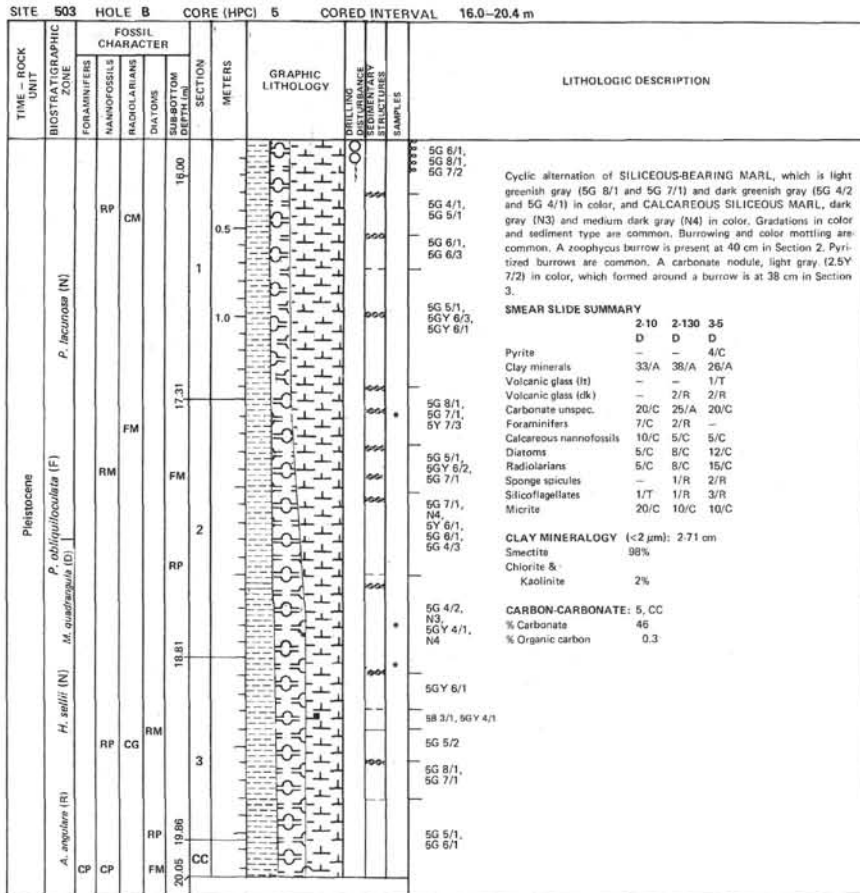 SITE 503 HOLE B CORE (HPC) 5 CORED INTERVAL 16.0–20.4 m
TIME – ROCK UNIT
BIOSTRATIGRAPHIC ZONE
FOSSIL CHARACTER
FORAMINIFERS
NANNOFOSSILS
RADIOLARIANS
DIATOMS
SUB-BOTTOM DEPTH (m)
SECTION
METERS
GRAPHIC LITHOLOGY
DRILLING DISTURBANCE
SEDIMENTARY STRUCTURES
SAMPLES
LITHOLOGIC DESCRIPTION
Pleistocene
P. lacunosa (N)
P. obliquiloculata (F)
M. quadrangula (D)
H. sellii (N)
A. angulare (R)
RP
CM
FM
RM
FM
RP
RM
RP CG
RP
CP CP FM
16.00
17.31
18.81
19.86
20.05
1
2
3
CC
0.5
1.0
5G 6/1,
5G 8/1,
5G 7/2
5G 4/1,
5G 5/1
5G 6/1,
5G 6/3
5G 5/1,
5GY 6/3,
5GY 6/1
5G 8/1,
5G 7/1,
5Y 7/3
5G 5/1,
5GY 6/2,
5G 7/1
5G 7/1,
N4,
5Y 6/1,
5G 6/1,
5G 4/3
5G 4/2,
N3,
5GY 4/1,
N4
5GY 6/1
5B 3/1, 5GY 4/1
5G 5/2
5G 8/1,
5G 7/1
5G 5/1,
5G 6/1
Cyclic alternation of SILICEOUS-BEARING MARL, which is light
greenish gray (5G 8/1 and 5G 7/1) and dark greenish gray (5G 4/2
and 5G 4/1) in color, and CALCAREOUS SILICEOUS MARL, dark
gray (N3) and medium dark gray (N4) in color. Gradations in
color and sediment type are common. Burrowing and color mottling are
common. A zoophycus burrow is present at 40 cm in Section 2. Pyri-
tized burrows are common. A carbonate nodule, light gray (2.5Y
7/2) in color, which formed around a burrow is at 38 cm in Section
3.
SMEAR SLIDE SUMMARY
2-10 2-130 3-5
D D D
Pyrite – – 4/C
Clay minerals 33/A 38/A 26/A
Volcanic glass (lt) – – 1/T
Volcanic glass (dk) – 2/R 2/R
Carbonate unspec. 20/C 25/A 20/C
Foraminifers 7/C 2/R –
Calcareous nannofossils 10/C 5/C 5/C
Diatoms 5/C 8/C 12/C
Radiolarians 5/C 8/C 15/C
Sponge spicules – 1/R 2/R
Silicoflagellates 1/T 1/R 3/R
Micrite 20/C 10/C 10/C
CLAY MINERALOGY (<2 μm): 2-71 cm
Smectite 98%
Chlorite &
Kaolinite 2%
CARBON-CARBONATE: 5, CC
% Carbonate 46
% Organic carbon 0.3